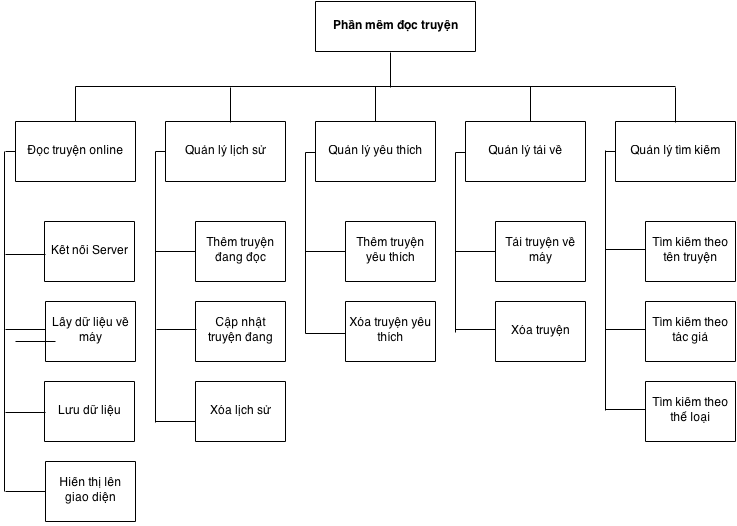 Phần mềm đọc truyện
Đọc truyện online
Quản lý lịch sử
Quản lý yêu thích
Quản lý tải về
Quản lý tìm kiếm
Kết nối Server
Thêm truyện
đang đọc
Thêm truyện
yêu thích
Tải truyện về
máy
Tìm kiếm theo
tên truyện
Lấy dữ liệu về
máy
Cập nhật
truyện đang
Xóa truyện yêu
thích
Xóa truyện
Tìm kiếm theo
tác giả
Lưu dữ liệu
Xóa lịch sử
Tìm kiếm theo
thể loại
Hiển thị lên
giao diện